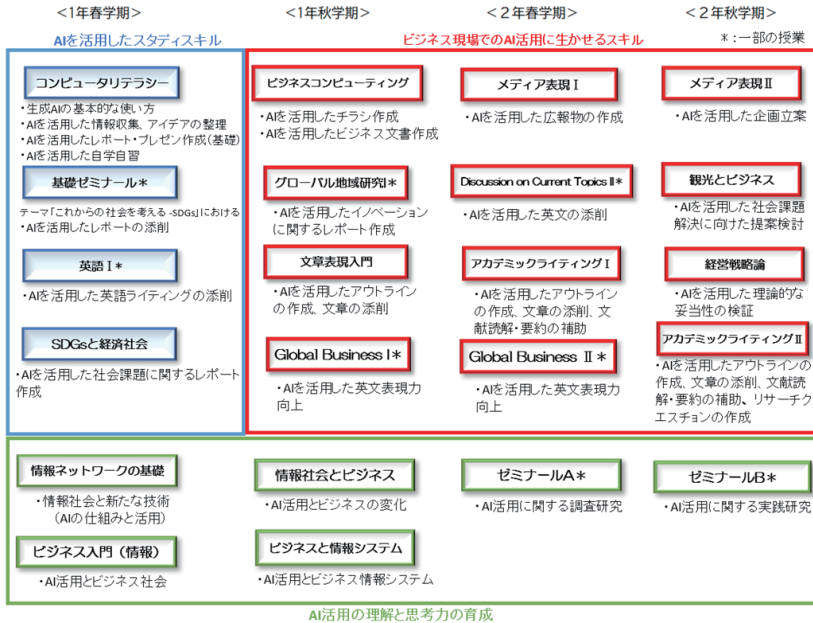 <1年春学期>
<1年秋学期>
<２年春学期>
<２年秋学期>
AIを活用したスタディスキル
ビジネス現場でのAI活用に生かせるスキル
＊：一部の授業
コンピュータリテラシー
・生成AIの基本的な使い方
・AIを活用した情報収集、アイデアの整理
・AIを活用したレポート・プレゼン作成（基礎）
・AIを活用した自学自習
基礎ゼミナール＊
テーマ「これからの社会を考える -SDGs」における
・AIを活用したレポートの添削
英語Ⅰ＊
・AIを活用した英語ライティングの添削
SDGsと経済社会
・AIを活用した社会課題に関するレポート
作成
ビジネスコンピューティング
・AIを活用したチラシ作成
・AIを活用したビジネス文書作成
グローバル地域研究Ⅰ＊
・AIを活用したイノベーション
に関するレポート作成
文章表現入門
・AIを活用したアウトライン
の作成、文章の添削
Global Business Ⅰ＊
・AIを活用した英文表現力
向上
メディア表現Ⅰ
・AIを活用した広報物の作成
Discussion on Current Topics Ⅱ＊
・AIを活用した英文の添削
アカデミックライティングⅠ
・AIを活用したアウトライン
の作成、文章の添削、文
献読解・要約の補助
Global Business Ⅱ＊
・AIを活用した英文表現力
向上
メディア表現Ⅱ
・AIを活用した企画立案
観光とビジネス
・AIを活用した社会課題
解決に向けた提案検討
経営戦略論
・AIを活用した理論的な
妥当性の検証
アカデミックライティングⅡ
・AIを活用したアウトラインの
作成、文章の添削、文献読
解・要約の補助、リサーチク
エスチョンの作成
情報ネットワークの基礎
・情報社会と新たな技術
（AIの仕組みと活用）
ビジネス入門（情報）
・AI活用とビジネス社会
情報社会とビジネス
・AI活用とビジネスの変化
ビジネスと情報システム
・AI活用とビジネス情報システム
ゼミナールA＊
・AI活用に関する調査研究
ゼミナールB＊
・AI活用に関する実践研究
AI活用の理解と思考力の育成